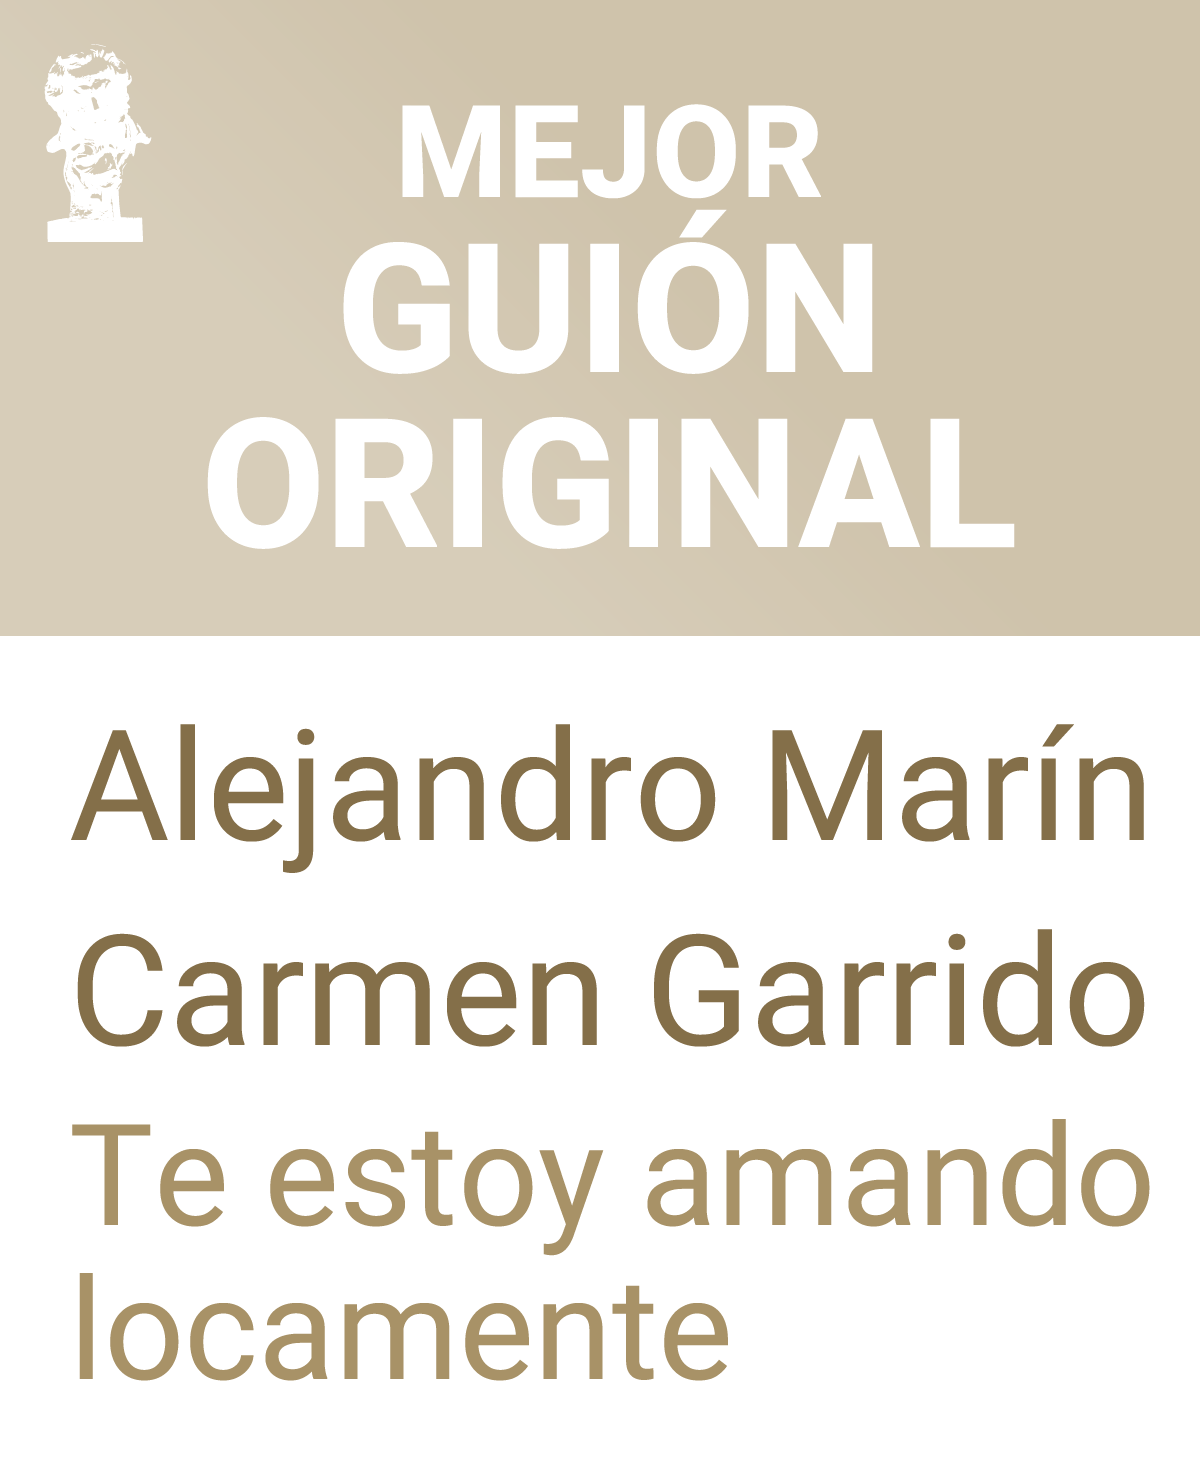 MEJOR
GUIÓN
ORIGINAL
Alejandro Marín
Carmen Garrido
Te estoy amando
locamente